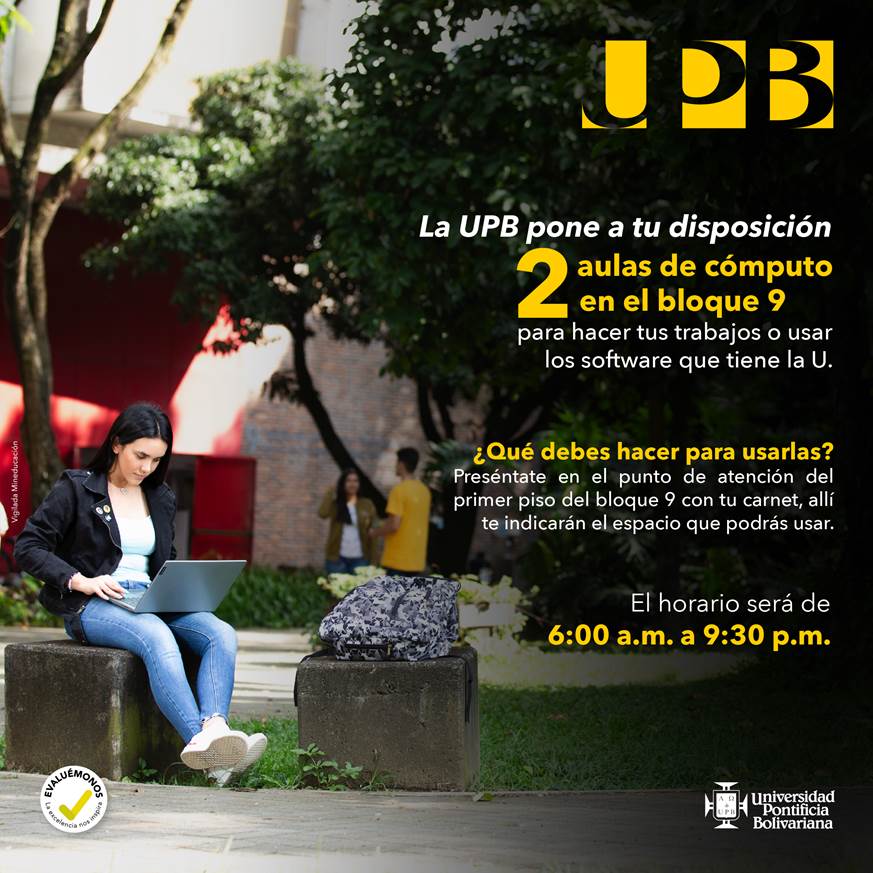 UPB
La UPB pone a tu disposición
2 aulas de cómputo
en el bloque 9
para hacer tus trabajos o usar
los software que tiene la U.
¿Qué debes hacer para usarlas?
Preséntate en el punto de atención del
primer piso del bloque 9 con tu carnet, allí
te indicarán el espacio que podrás usar.
El horario será de
6:00 a.m. a 9:30 p.m.
Vigilada Mineducación
EVALUÉMONOS
La excelencia nos inspira
UPB
Universidad
Pontificia
Bolivariana